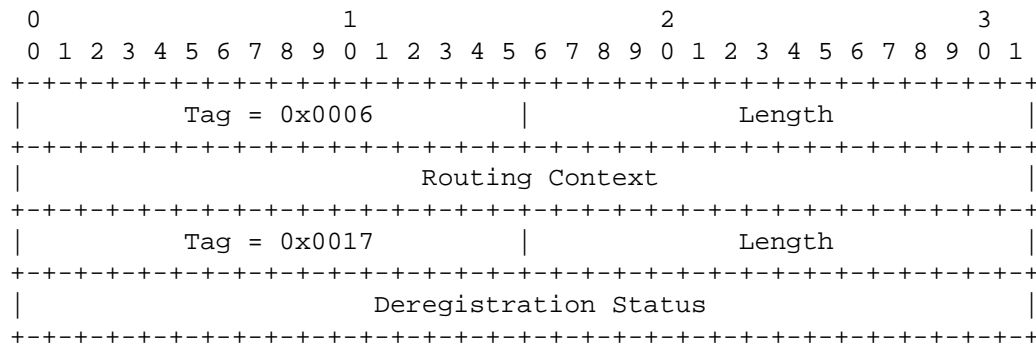 0                   1                   2                   3
 0 1 2 3 4 5 6 7 8 9 0 1 2 3 4 5 6 7 8 9 0 1 2 3 4 5 6 7 8 9 0 1
+-+-+-+-+-+-+-+-+-+-+-+-+-+-+-+-+-+-+-+-+-+-+-+-+-+-+-+-+-+-+-+-+
|          Tag = 0x0006         |             Length            |
+-+-+-+-+-+-+-+-+-+-+-+-+-+-+-+-+-+-+-+-+-+-+-+-+-+-+-+-+-+-+-+-+
|                         Routing Context                       |
+-+-+-+-+-+-+-+-+-+-+-+-+-+-+-+-+-+-+-+-+-+-+-+-+-+-+-+-+-+-+-+-+
|          Tag = 0x0017         |             Length            |
+-+-+-+-+-+-+-+-+-+-+-+-+-+-+-+-+-+-+-+-+-+-+-+-+-+-+-+-+-+-+-+-+
|                      Deregistration Status                    |
+-+-+-+-+-+-+-+-+-+-+-+-+-+-+-+-+-+-+-+-+-+-+-+-+-+-+-+-+-+-+-+-+